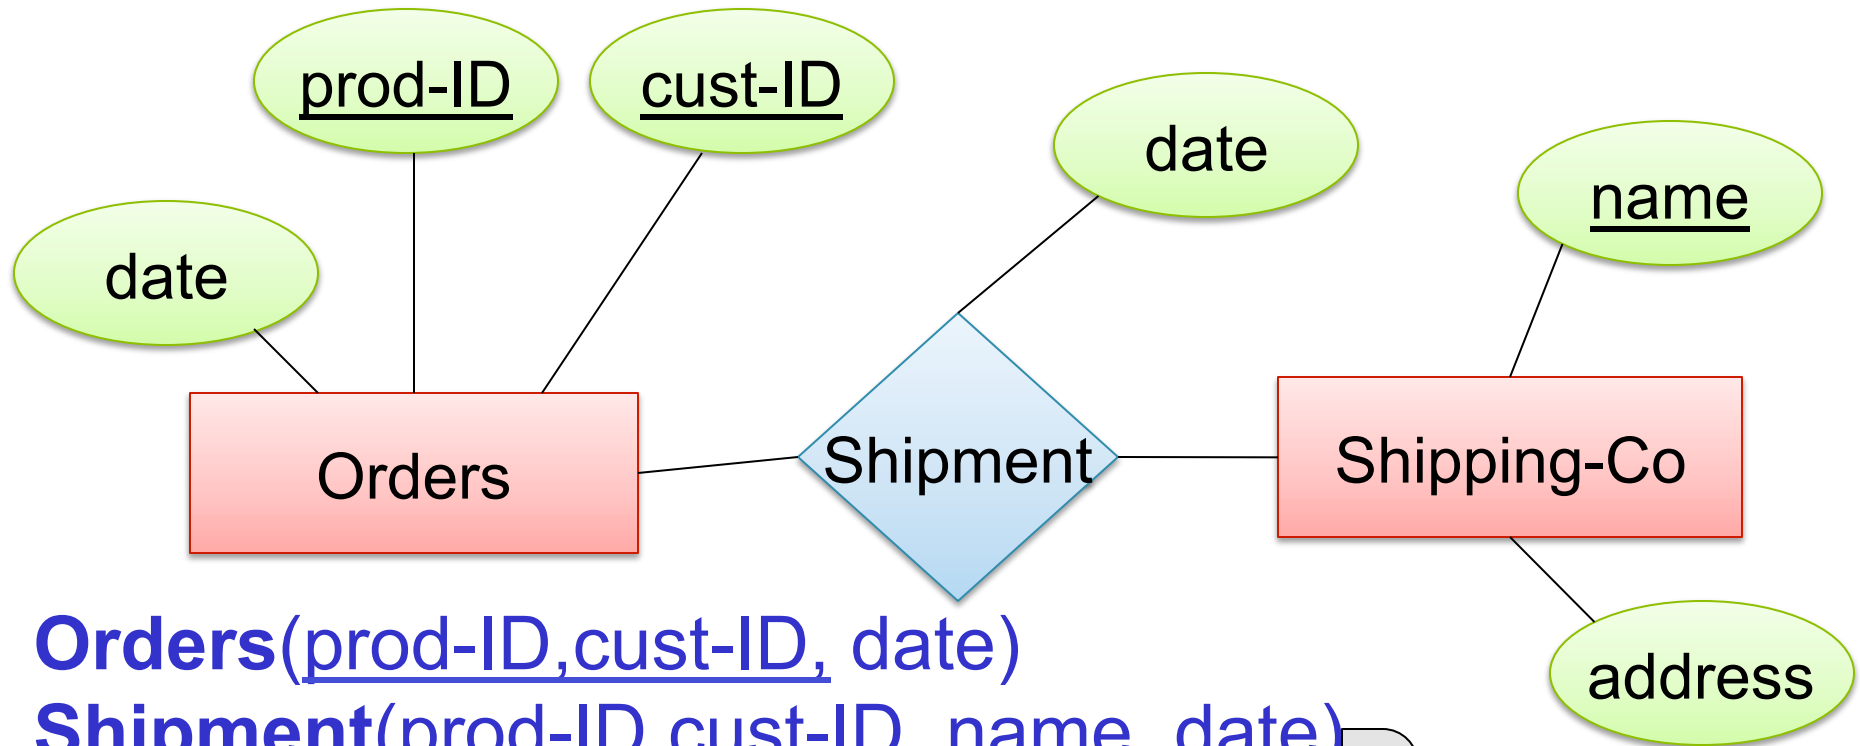 prod-ID
cust-ID
date
name
date
Orders
Shipment
Shipping-Co
Orders(prod-ID,cust-ID, date)
address
Shipment(prod-ID,cust-ID, name, date)